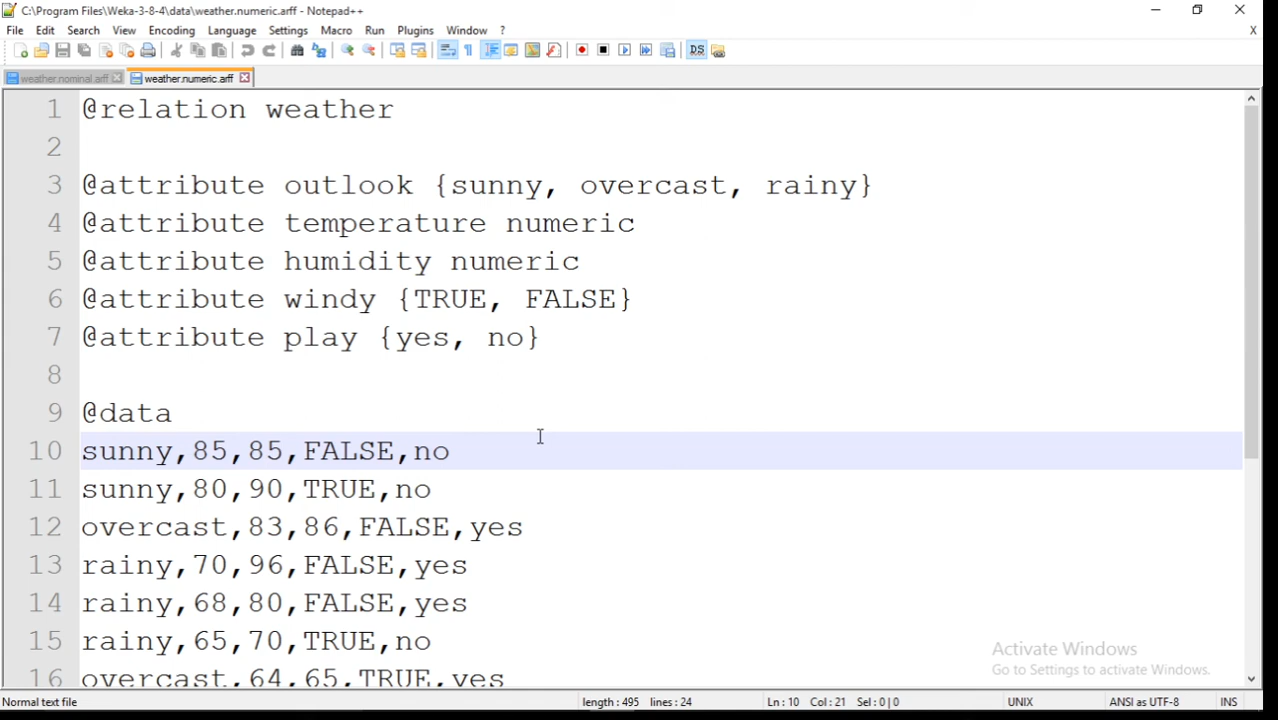 C:\Program Files\Weka-3-8-4\data\weather.numeric.arff - Notepad++
File Edit Search View Encoding Language Settings Macro Run Plugins Window ? X
weather.nominal.arff weather.numeric.arff
1 @relation weather
2
3 @attribute outlook {sunny, overcast, rainy}
4 @attribute temperature numeric
5 @attribute humidity numeric
6 @attribute windy {TRUE, FALSE}
7 @attribute play {yes, no}
8
9 @data
10 sunny,85,85,FALSE,no
11 sunny,80,90,TRUE,no
12 overcast,83,86,FALSE,yes
13 rainy,70,96,FALSE,yes
14 rainy,68,80,FALSE,yes
15 rainy,65,70,TRUE,no
16 overcast,64,65,TRUE,yes
Activate Windows
Go to Settings to activate Windows.
Normal text file length : 495 lines : 24 Ln : 10 Col : 21 Sel : 0 | 0 UNIX ANSI as UTF-8 INS